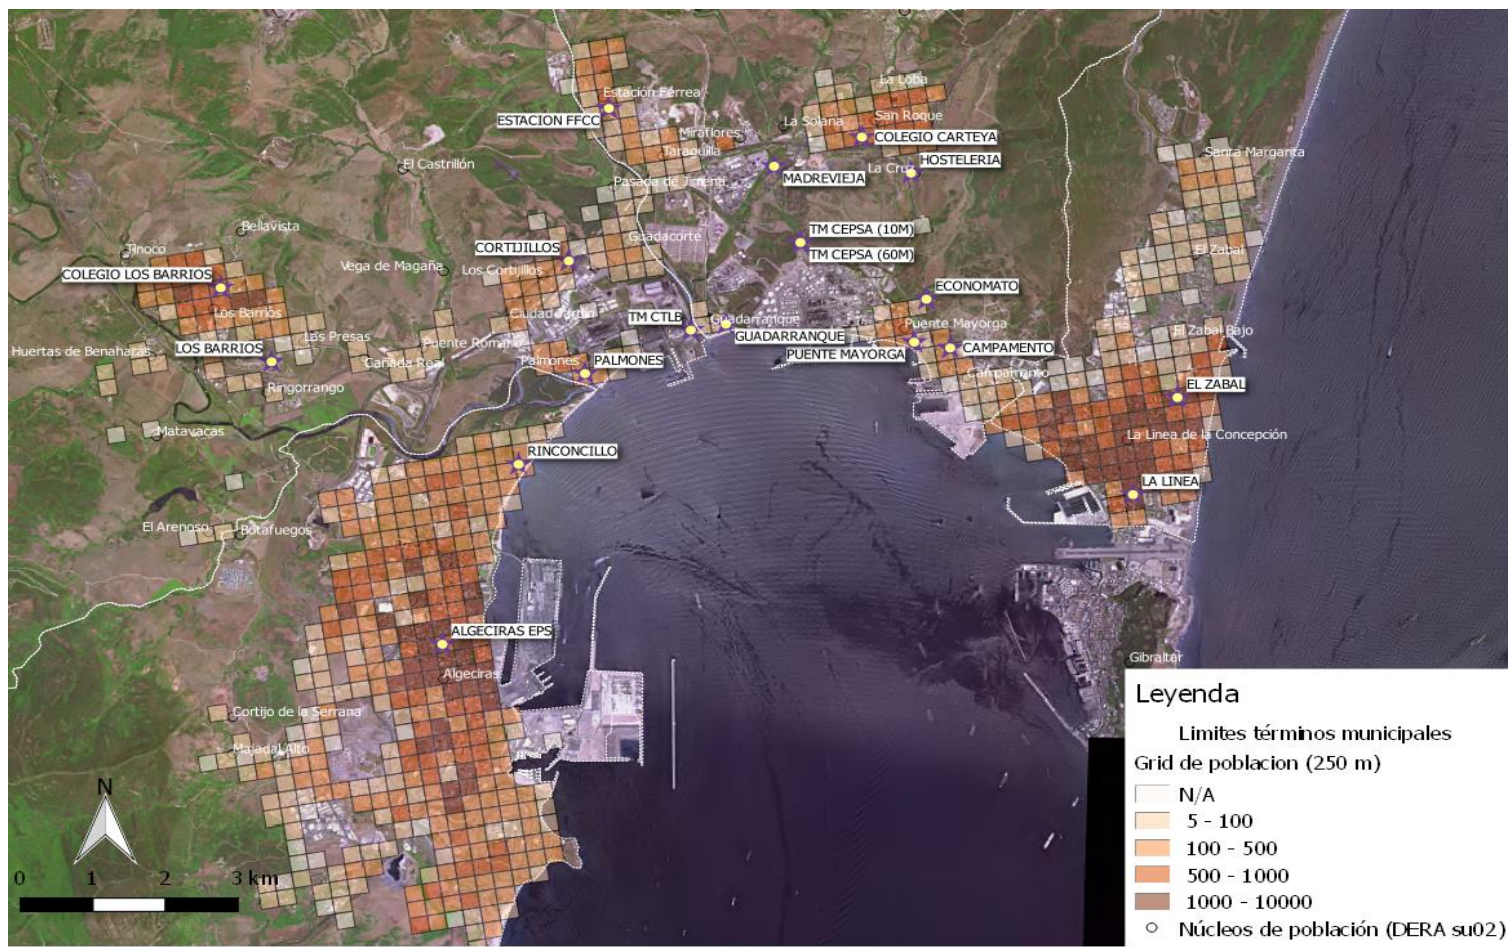 La Loba
Estación Férrea
ESTACION FFCC
San Roque
La Solana
Miraflores
COLEGIO CARTEYA
Taraquilla
Santa Margarita
El Castrillón
HOSTELERIA
La Cruz
MADREVIEJA
Pasada de Jimena
Bellavista
TM CEPSA (10M)
Guadacorte
Tinoco
CORTIJILLOS
El Zabal
TM CEPSA (60M)
Vega de Magaña
Los Cortijillos
COLEGIO LOS BARRIOS
ECONOMATO
Los Barrios
Ciudad Jardín
TM CTLB
Guadarranque
Puente Mayorga
El Zabal Bajo
Las Presas
GUADARRANQUE
Puente Romano
LOS BARRIOS
Huertas de Benaharas
CAMPAMENTO
PUENTE MAYORGA
Cañada Real
Palmones
PALMONES
Campamento
Ringorrango
EL ZABAL
Matavacas
La Linea de la Concepción
RINCONCILLO
LA LINEA
El Arenoso
Botafuegos
ALGECIRAS EPS
Gibraltar
Algeciras
Cortijo de la Serrana
Majadal Alto
N
0 1 2 3 km
Leyenda
Limites términos municipales
Grid de poblacion (250 m)
N/A
5 - 100
100 - 500
500 - 1000
1000 - 10000
Núcleos de población (DERA su02)